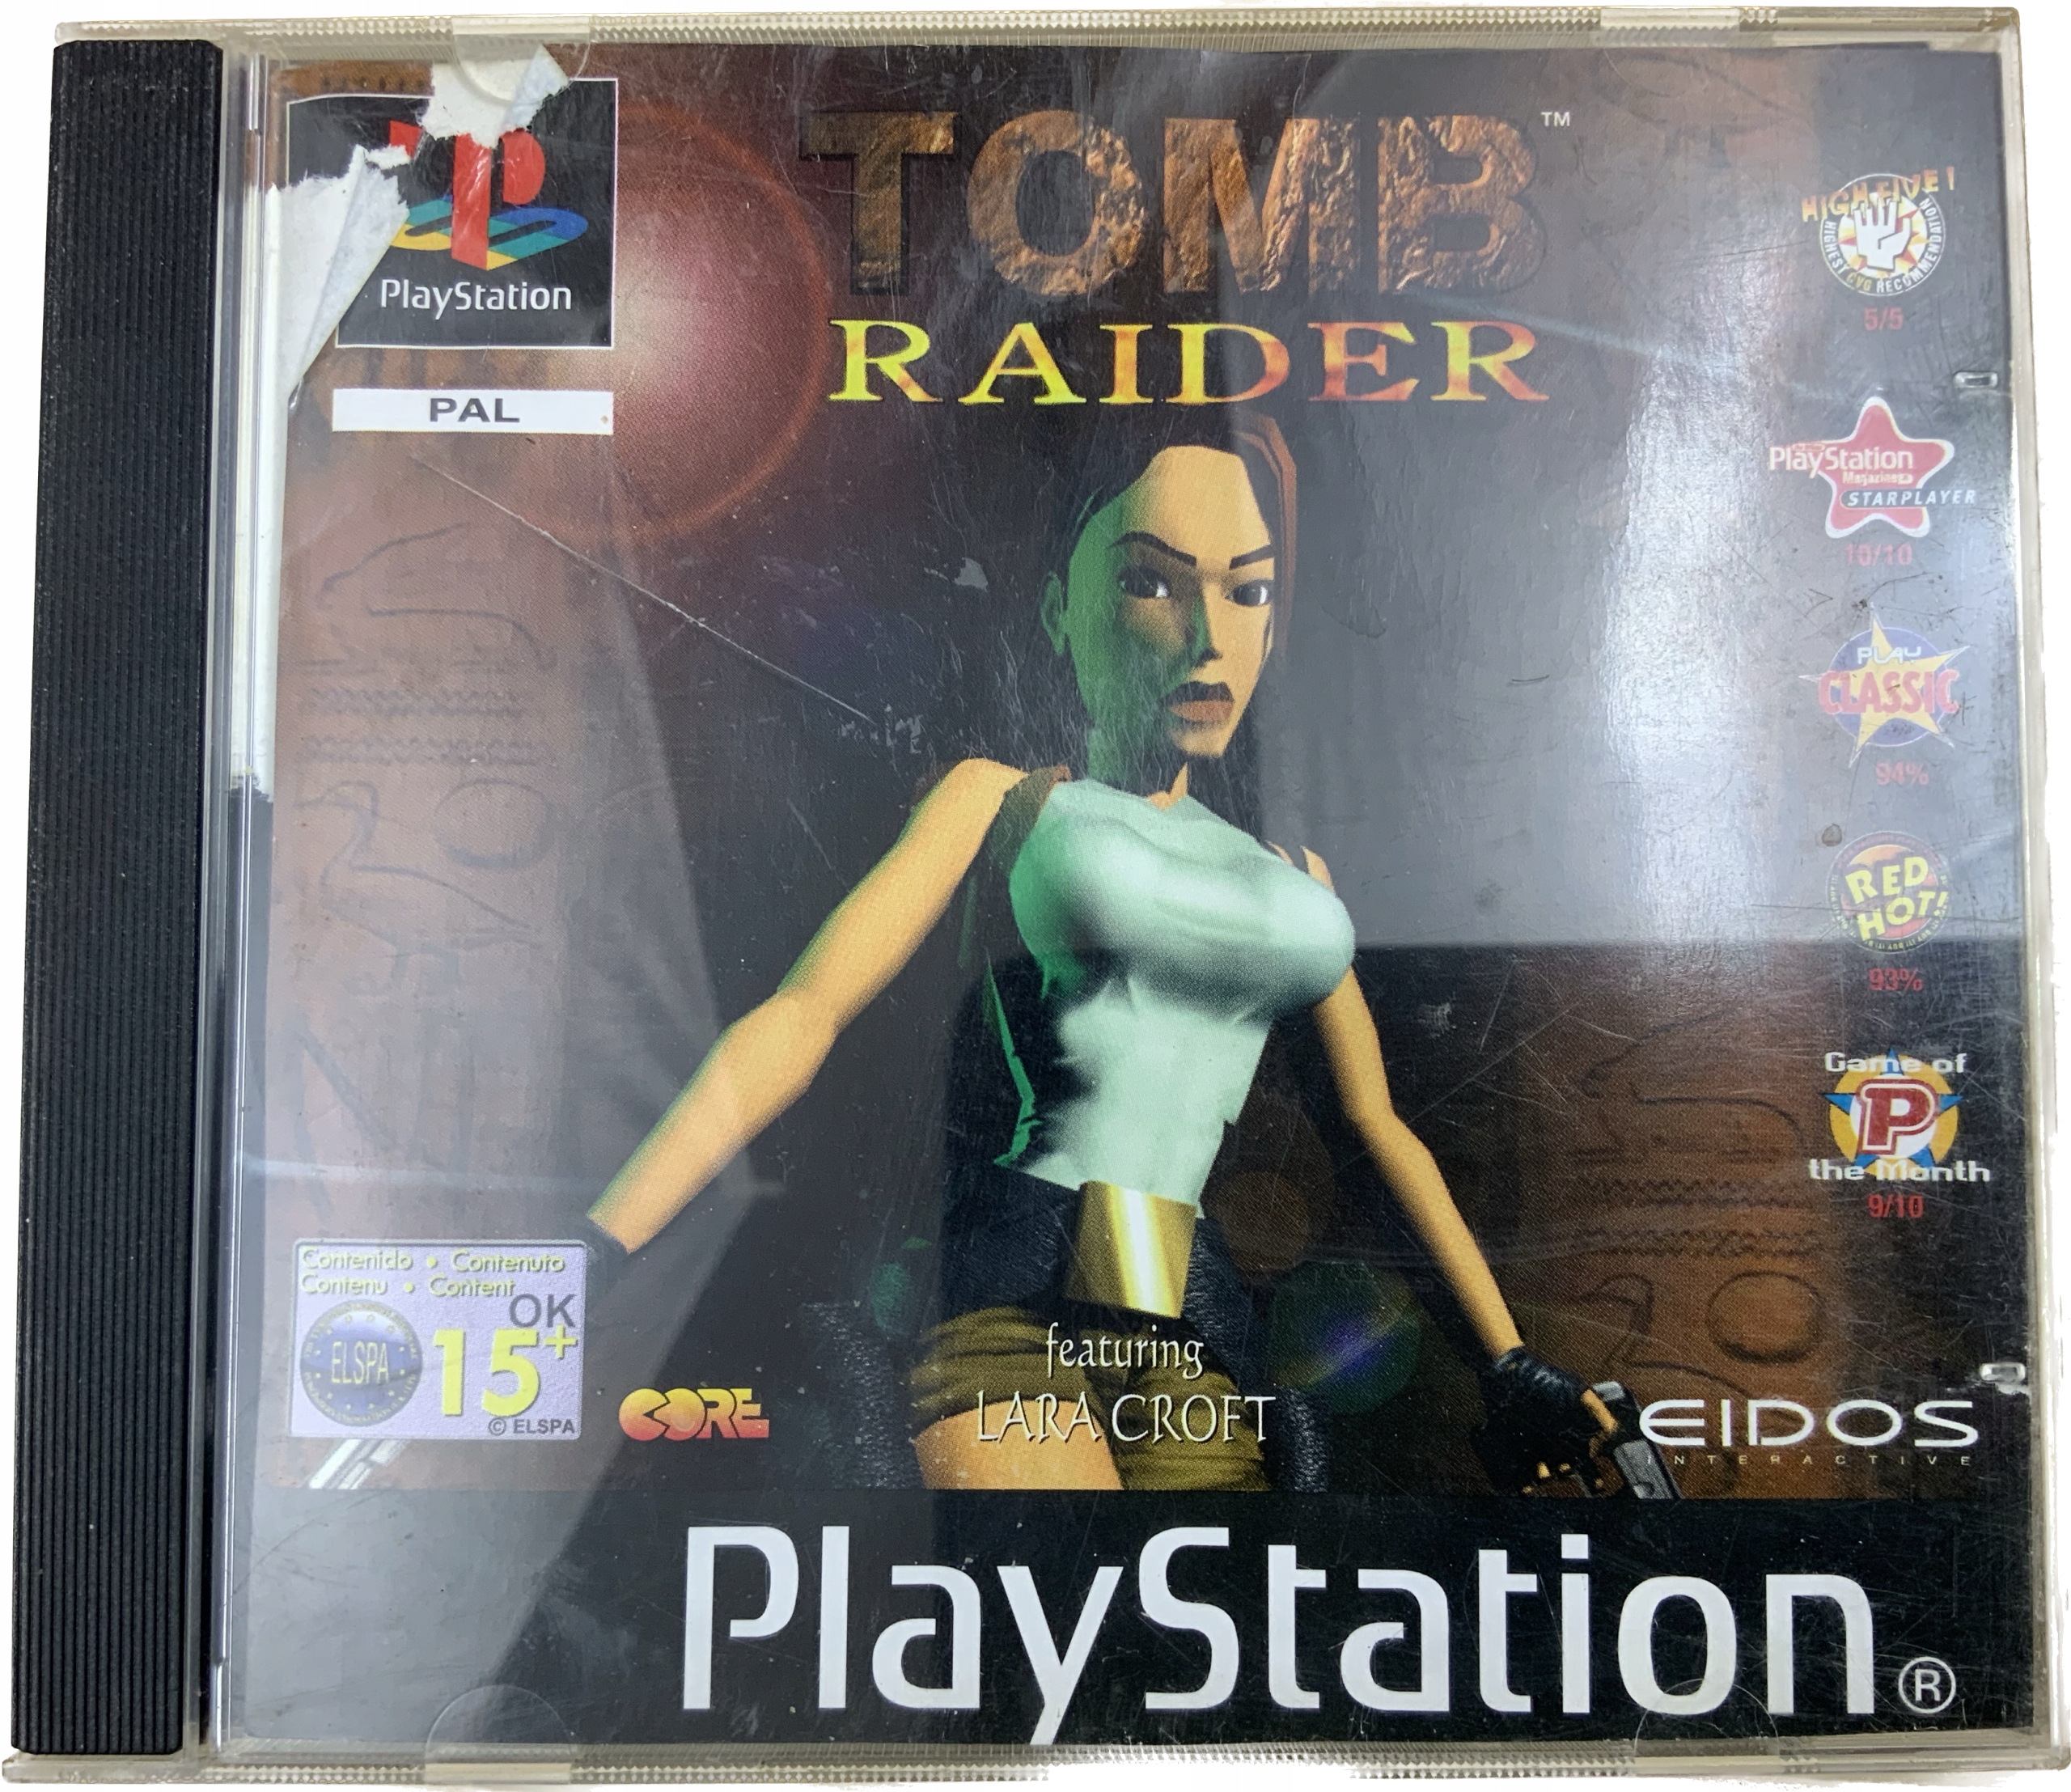 TOMB™
RAIDER
PlayStation
PAL
HIGH FIVE!
HIGHEST CVG RECOMMENDATION
5/5
PlayStation
Magazine
STARPLAYER
10/10
PLAY
CLASSIC
94%
RED
HOT!
93%
Game of
P
the Month
9/10
Contenido • Contenuto
Contenu • Content
OK
ELSPA
15+
© ELSPA
CORE
featuring
LARA CROFT
EIDOS
INTERACTIVE
PlayStation®